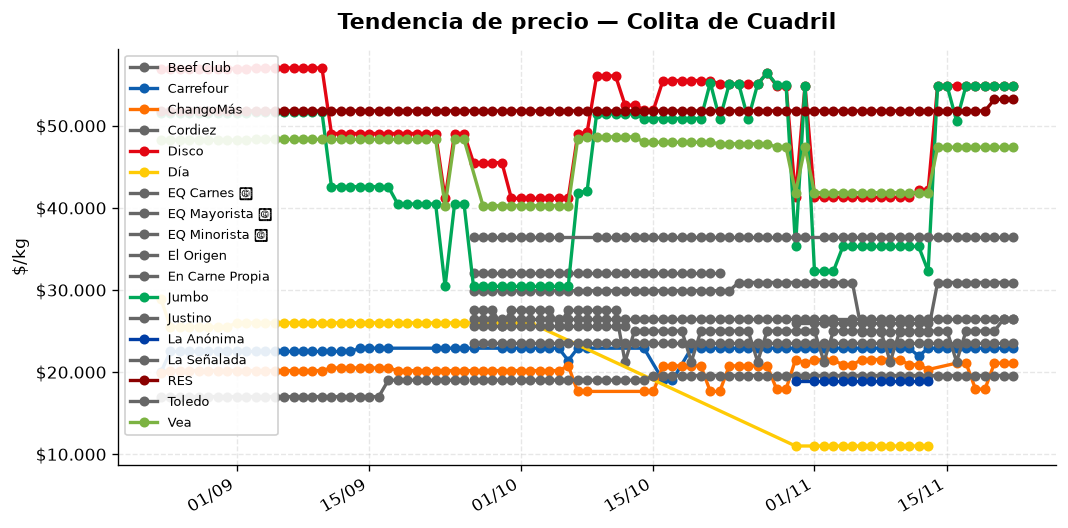 Tendencia de precio — Colita de Cuadril
$/kg
$50.000
$40.000
$30.000
$20.000
$10.000
Beef Club
Carrefour
ChangoMás
Cordiez
Disco
Día
EQ Carnes
EQ Mayorista
EQ Minorista
El Origen
En Carne Propia
Jumbo
Justino
La Anónima
La Señalada
RES
Toledo
Vea
01/09
15/09
01/10
15/10
01/11
15/11